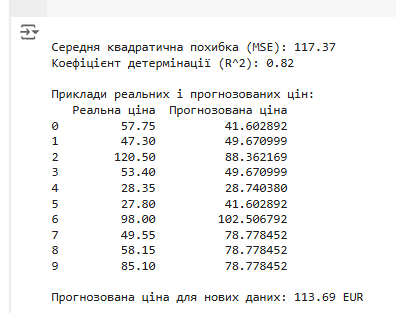 Середня квадратична похибка (MSE): 117.37
Коефіцієнт детермінації (R^2): 0.82
Приклади реальних і прогнозованих цін:
Реальна ціна Прогнозована ціна
0 57.75 41.602892
1 47.30 49.670999
2 120.50 88.362169
3 53.40 49.670999
4 28.35 28.740380
5 27.80 41.602892
6 98.00 102.506792
7 49.55 78.778452
8 58.15 78.778452
9 85.10 78.778452
Прогнозована ціна для нових даних: 113.69 EUR